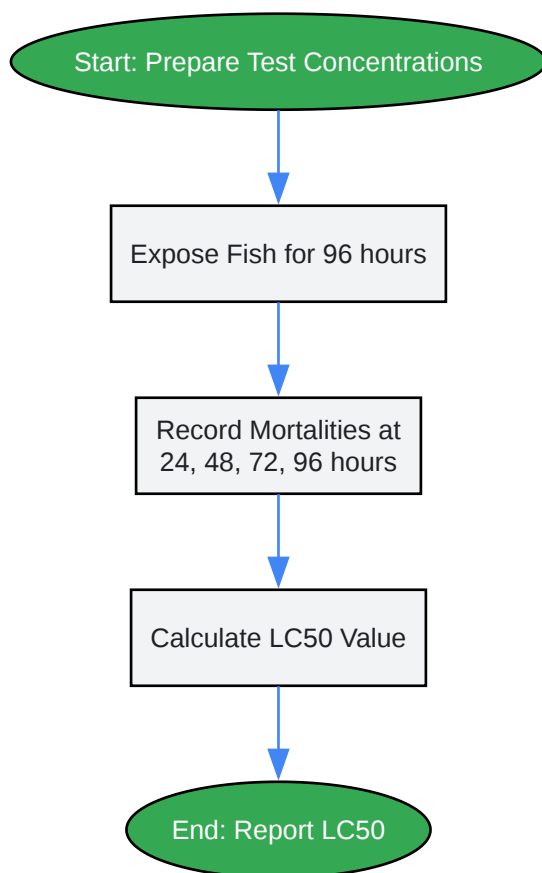 Start: Prepare Test Concentrations
Expose Fish for 96 hours
Record Mortalities at
24, 48, 72, 96 hours
Calculate LC50 Value
End: Report LC50